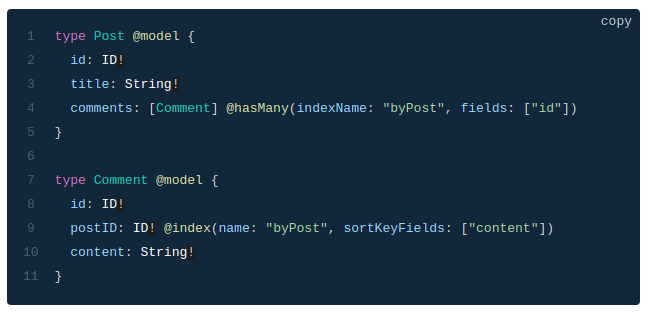 copy
1 type Post @model {
2   id: ID!
3   title: String!
4   comments: [Comment] @hasMany(indexName: "byPost", fields: ["id"])
5 }
6
7 type Comment @model {
8   id: ID!
9   postID: ID! @index(name: "byPost", sortKeyFields: ["content"])
10   content: String!
11 }